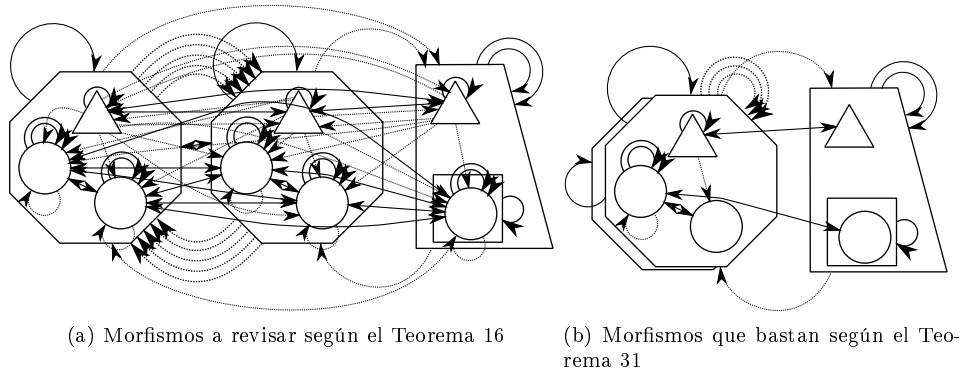 (a) Morfismos a revisar según el Teorema 16
(b) Morfismos que bastan según el Teo-
rema 31